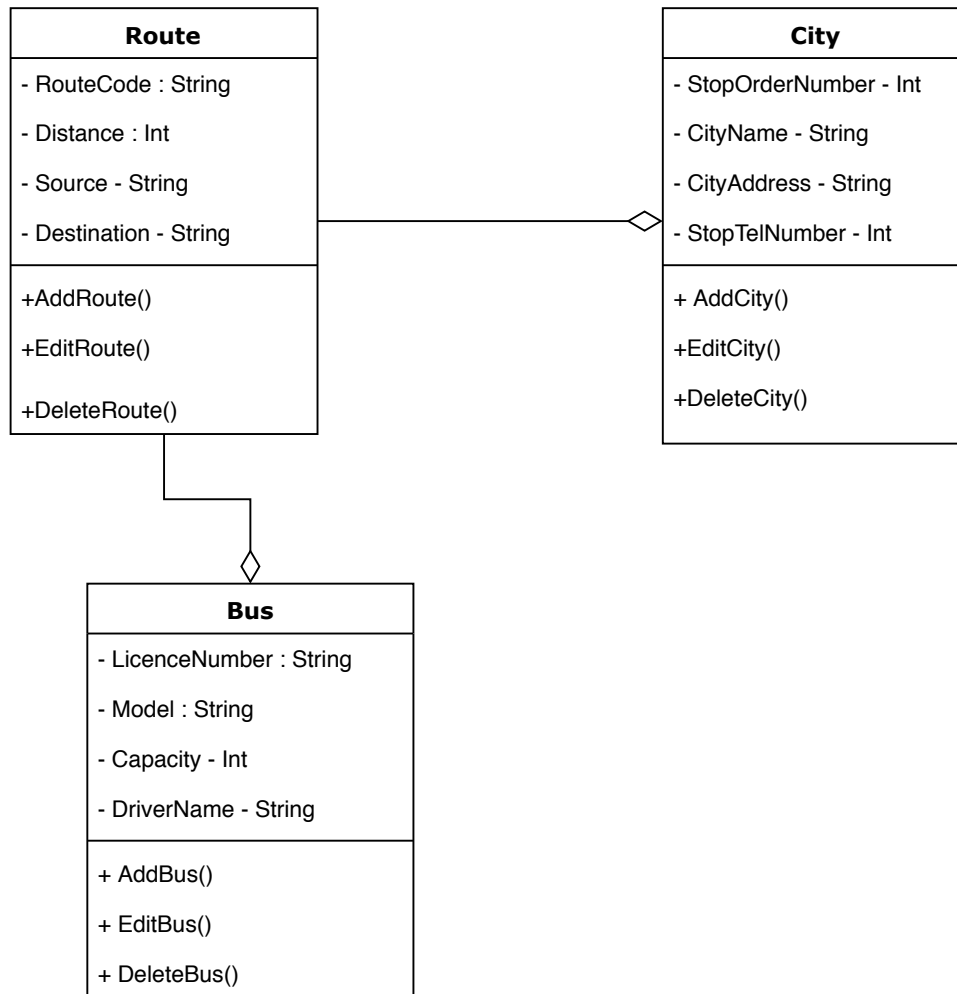 Route
- RouteCode : String
- Distance : Int
- Source - String
- Destination - String
+AddRoute()
+EditRoute()
+DeleteRoute()
City
- StopOrderNumber - Int
- CityName - String
- CityAddress - String
- StopTelNumber - Int
+ AddCity()
+EditCity()
+DeleteCity()
Bus
- LicenceNumber : String
- Model : String
- Capacity - Int
- DriverName - String
+ AddBus()
+ EditBus()
+ DeleteBus()